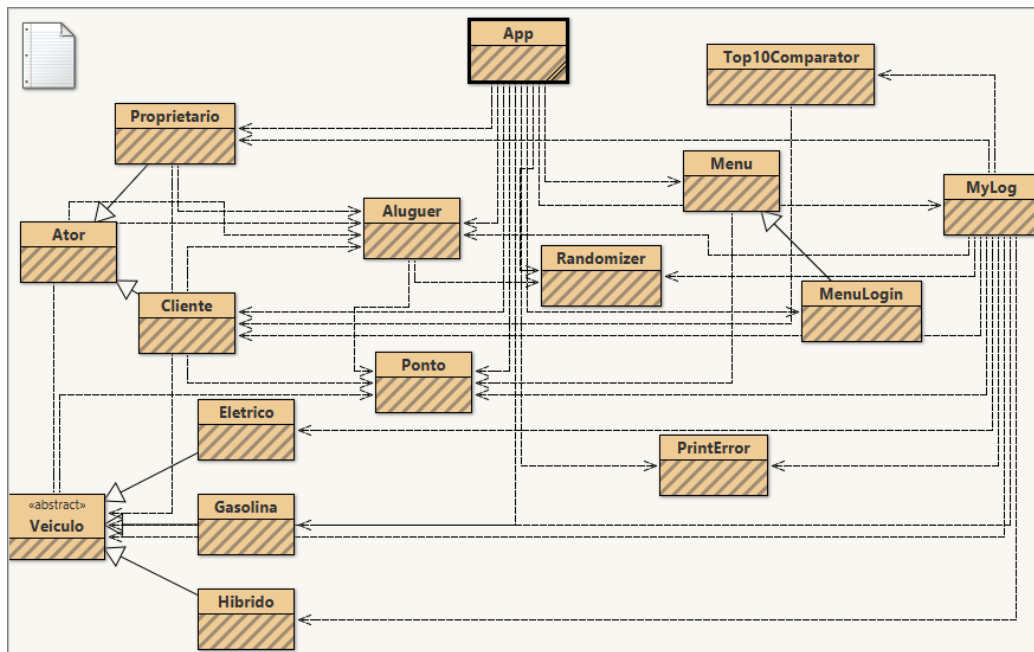 App
Top10Comparator
Proprietario
Menu
MyLog
Aluguer
Ator
Randomizer
Cliente
MenuLogin
Ponto
Eletrico
PrintError
«abstract»
Veiculo
Gasolina
Hibrido